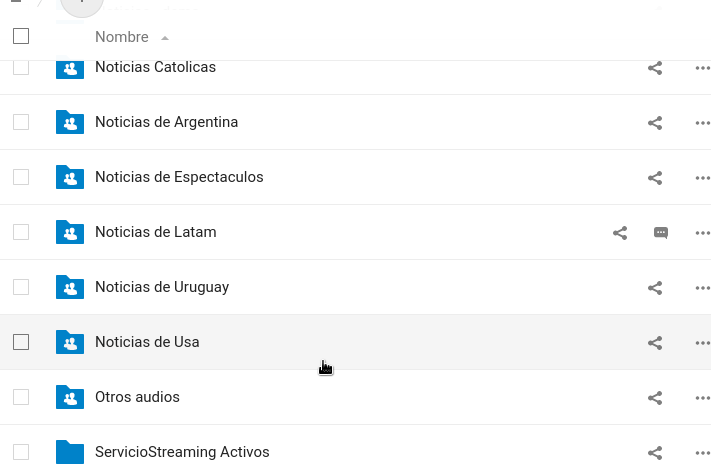 Nombre
Noticias Catolicas
Noticias de Argentina
Noticias de Espectaculos
Noticias de Latam
Noticias de Uruguay
Noticias de Usa
Otros audios
ServicioStreaming Activos